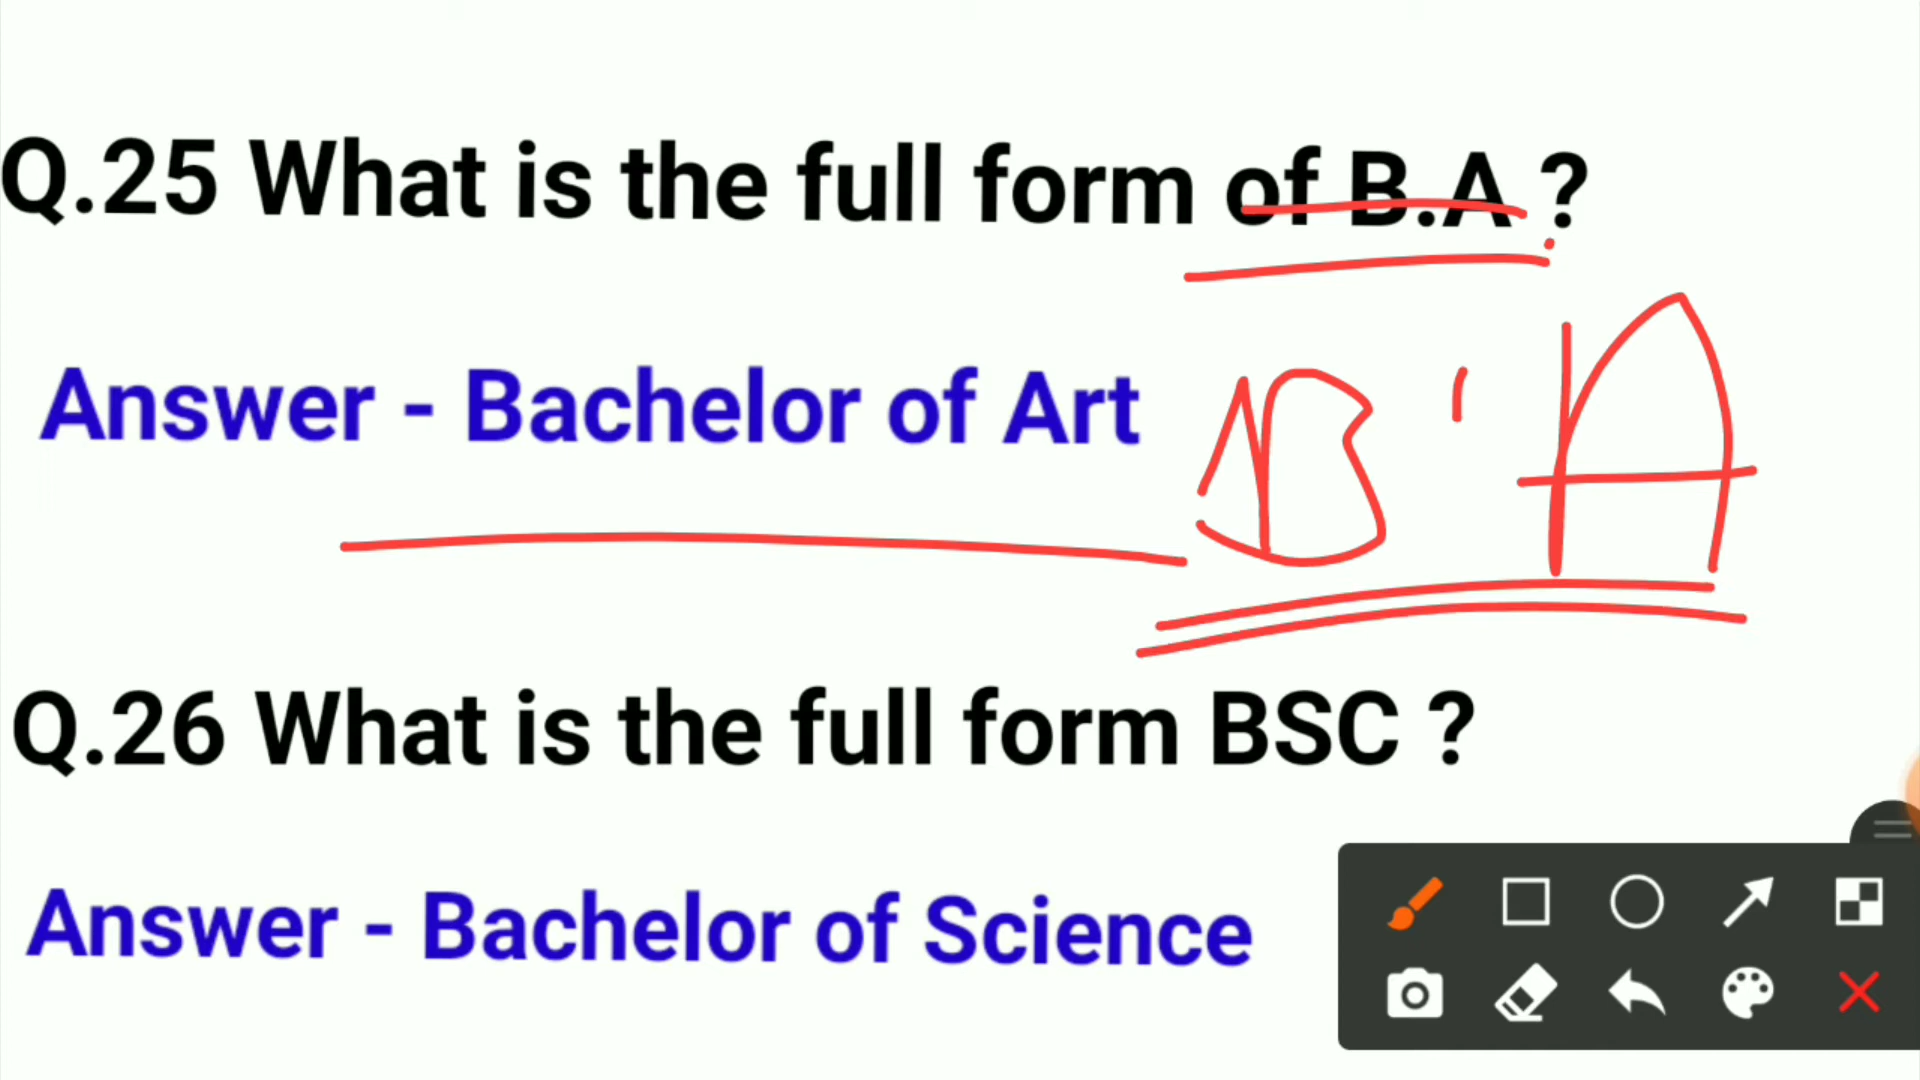 Q.25 What is the full form of B.A ?
Answer - Bachelor of Art
B'A
Q.26 What is the full form BSC ?
Answer - Bachelor of Science